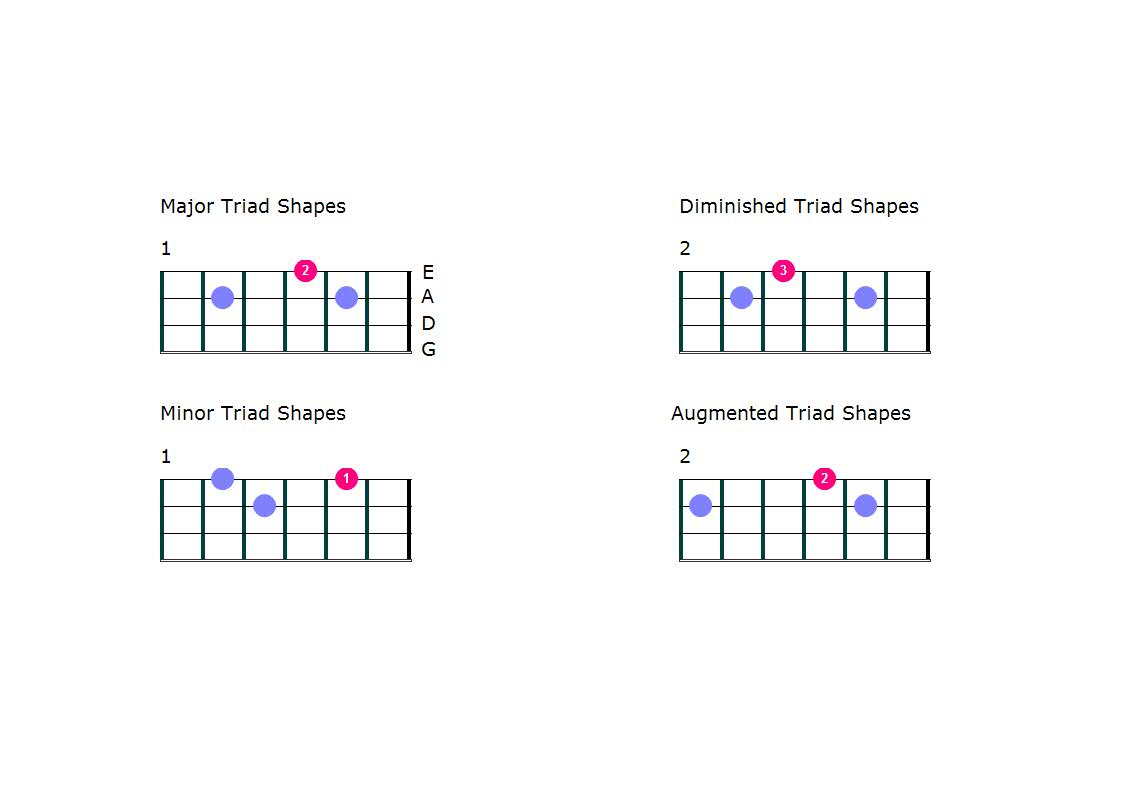 Major Triad Shapes
1
2
E
A
D
G
Diminished Triad Shapes
2
3
Minor Triad Shapes
1
1
Augmented Triad Shapes
2
2